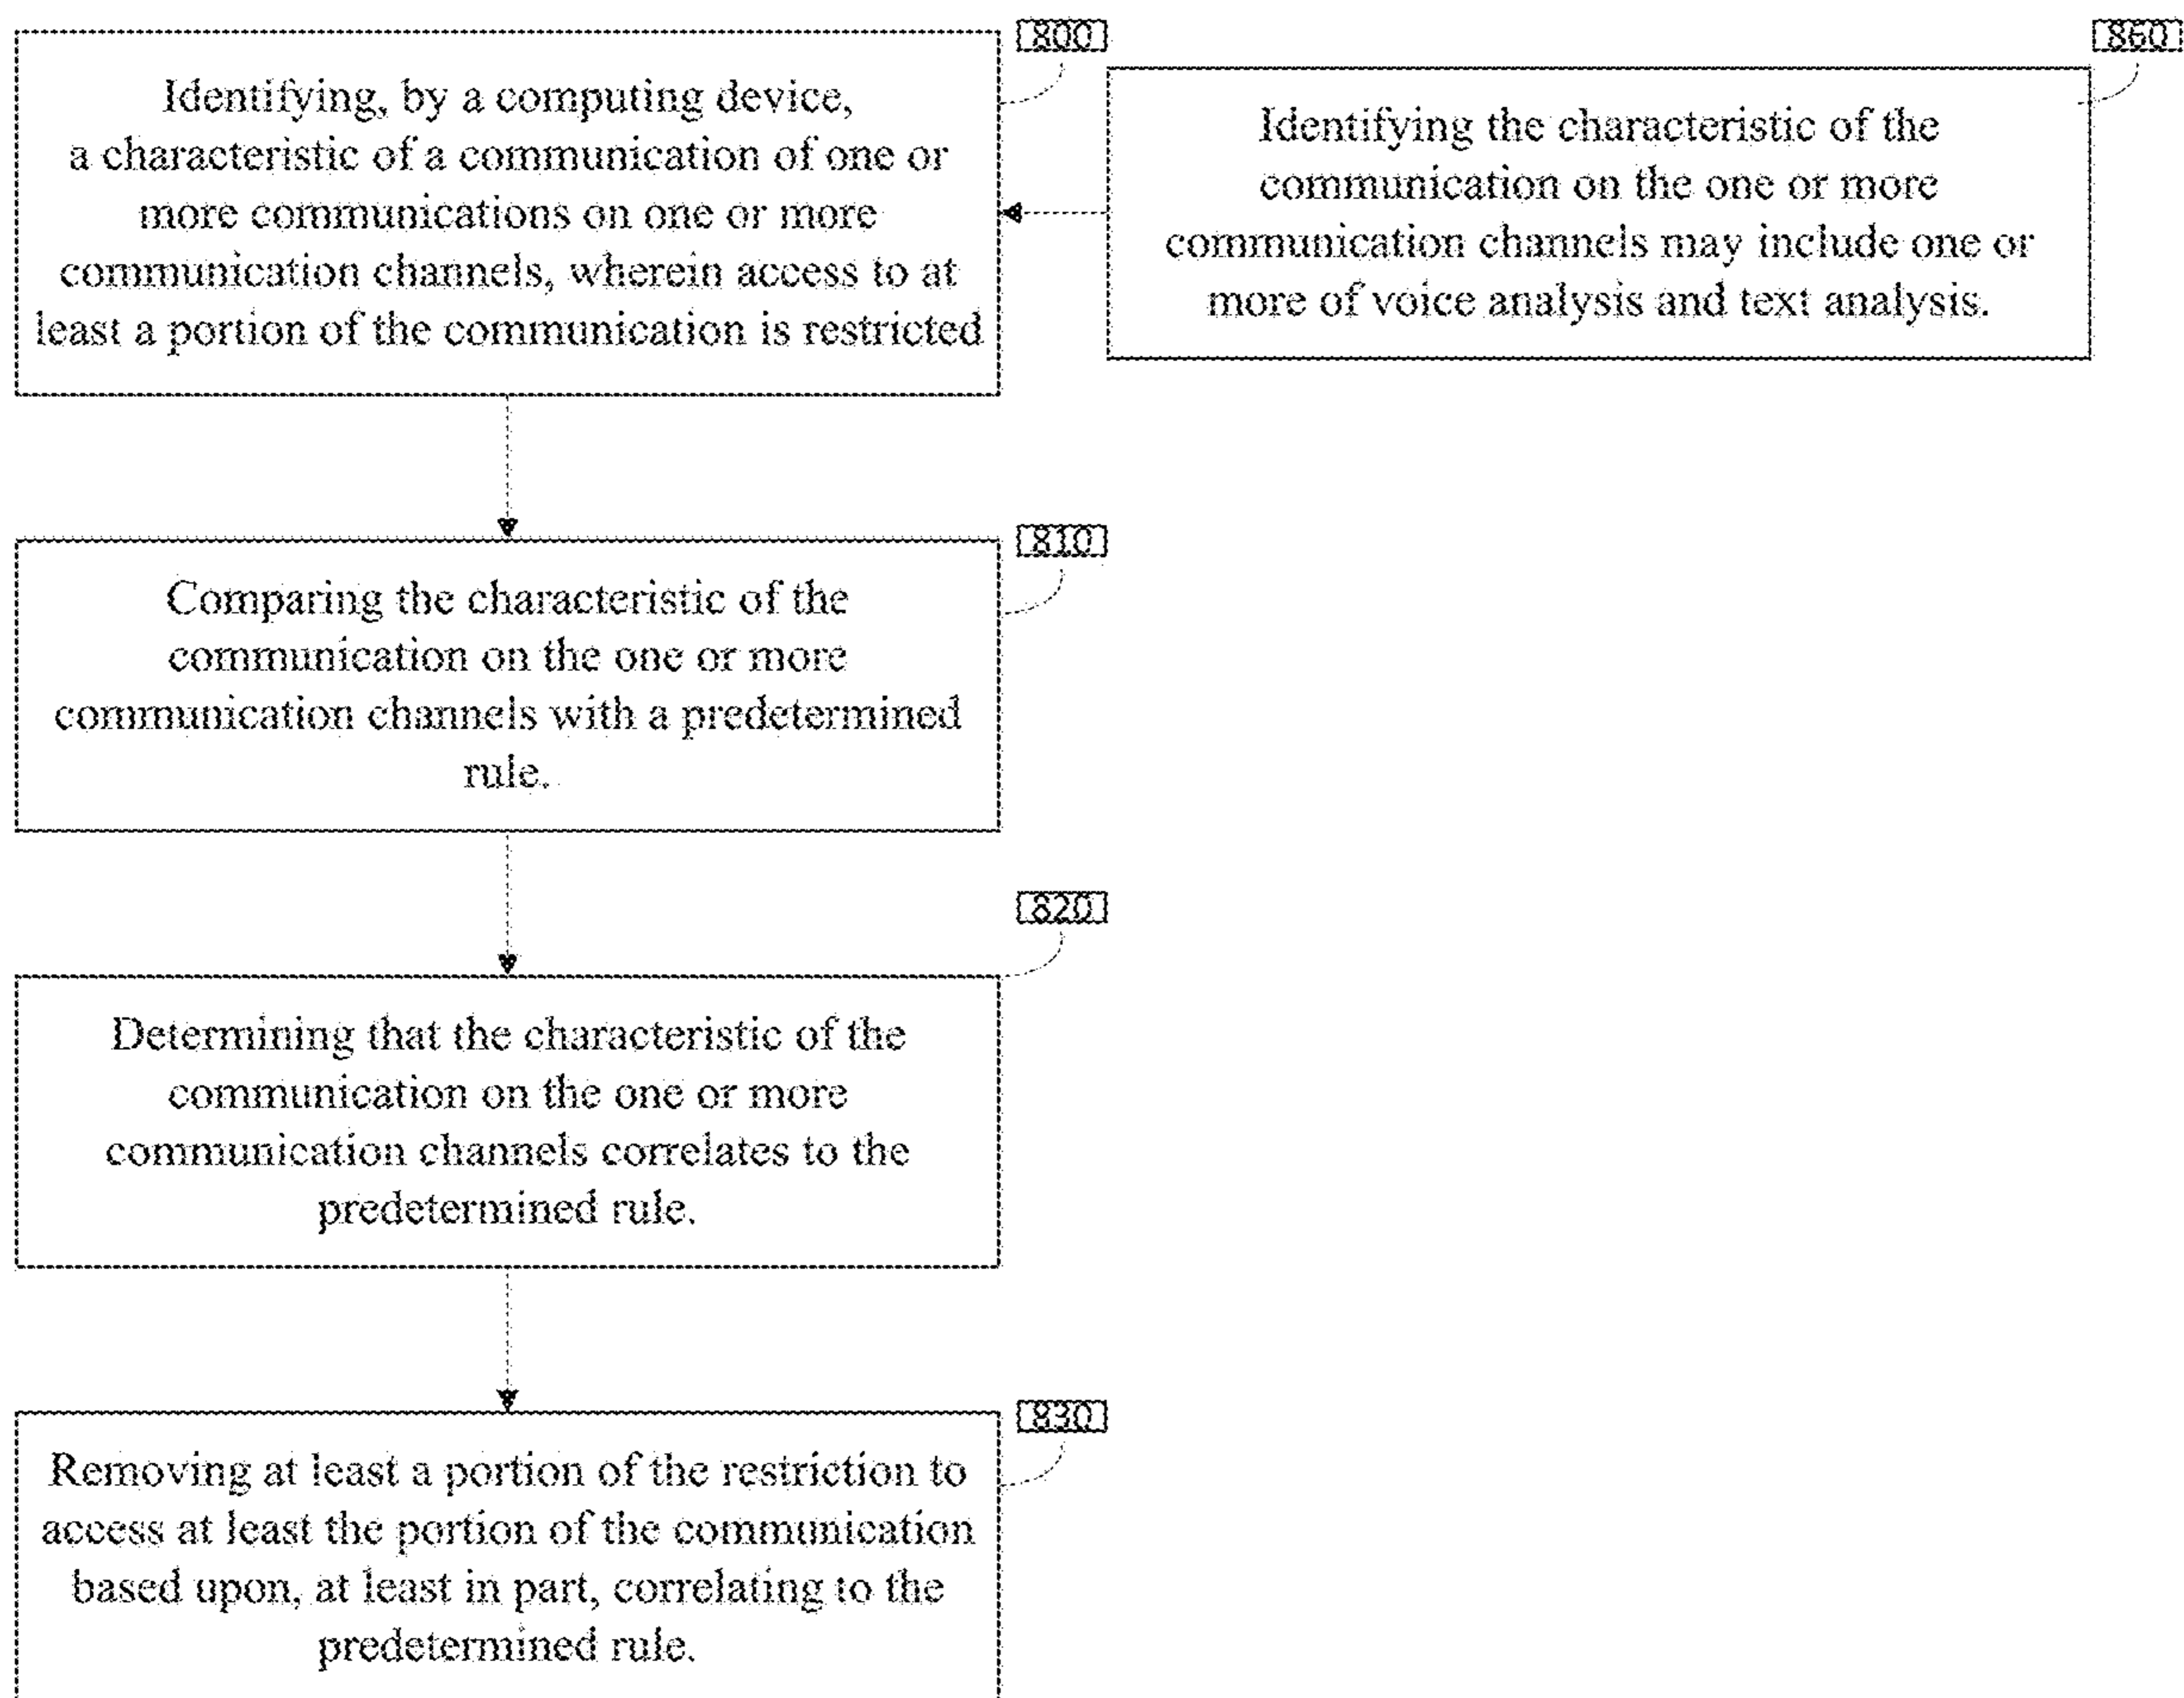 800
Identifying, by a computing device,
a characteristic of a communication of one or
more communications on one or more
communication channels, wherein access to at
least a portion of the communication is restricted
860
Identifying the characteristic of the
communication on the one or more
communication channels may include one or
more of voice analysis and text analysis.
810
Comparing the characteristic of the
communication on the one or more
communication channels with a predetermined
rule.
820
Determining that the characteristic of the
communication on the one or more
communication channels correlates to the
predetermined rule.
830
Removing at least a portion of the restriction to
access at least the portion of the communication
based upon, at least in part, correlating to the
predetermined rule.